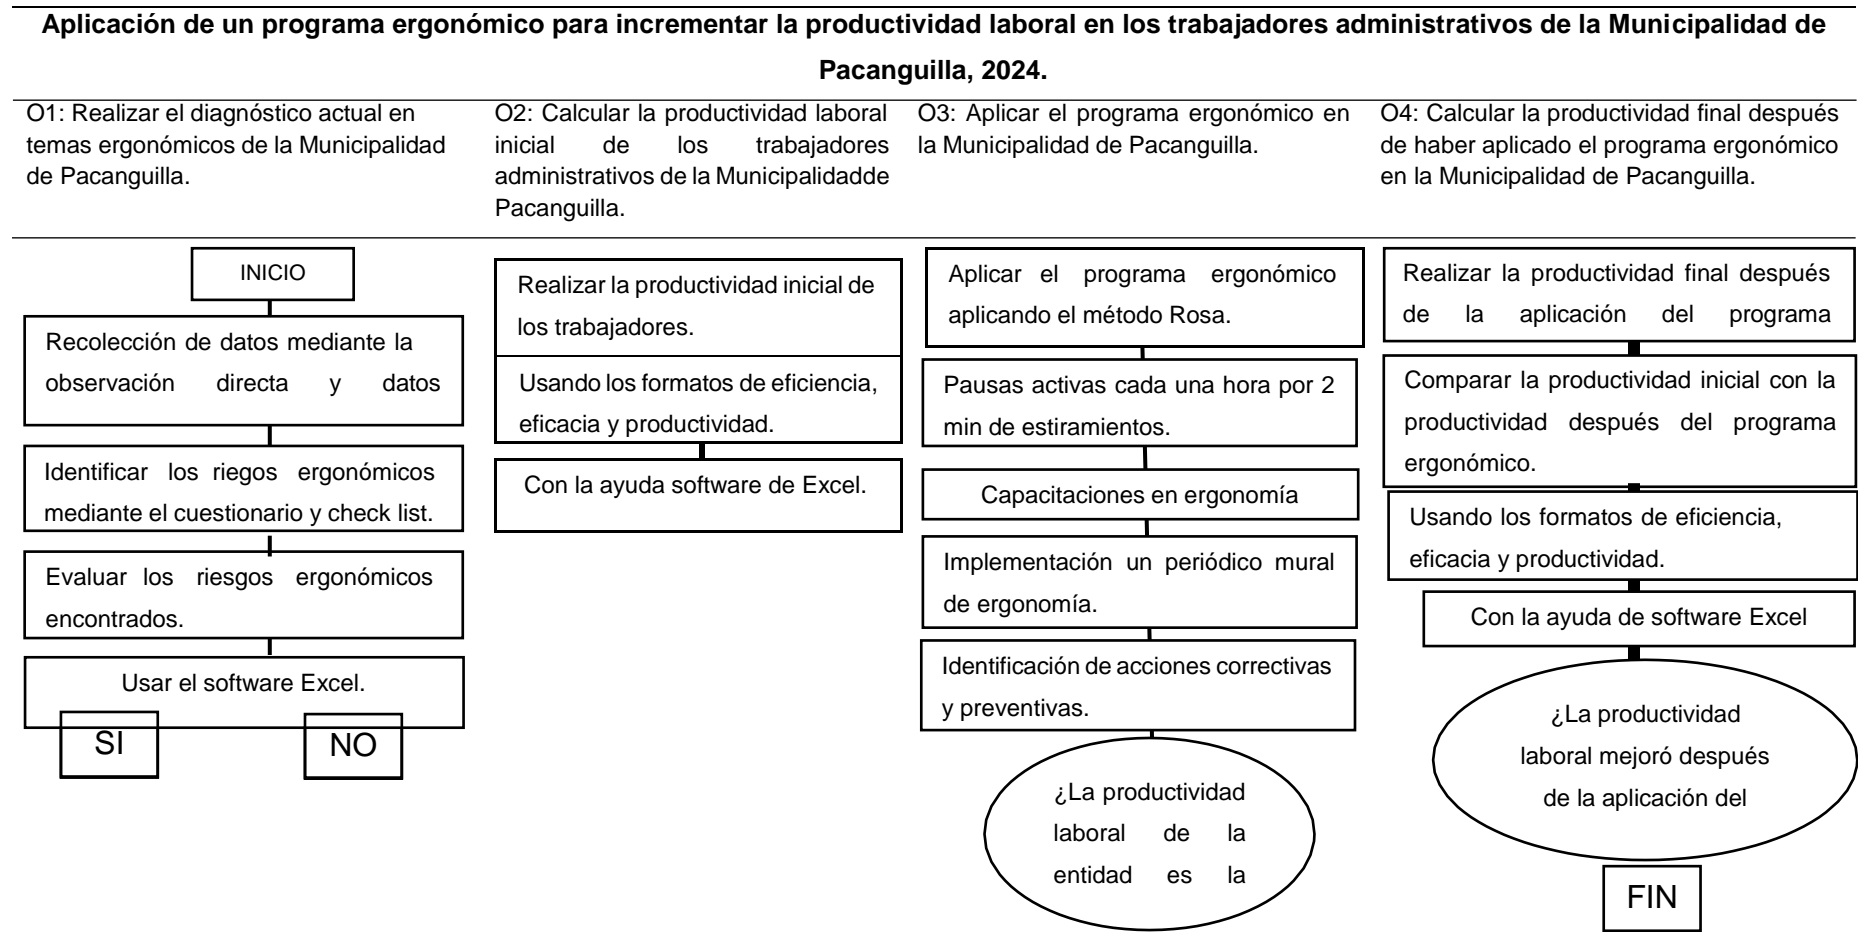 Aplicación de un programa ergonómico para incrementar la productividad laboral en los trabajadores administrativos de la Municipalidad de
Pacanguilla, 2024.
O1: Realizar el diagnóstico actual en
temas ergonómicos de la Municipalidad
de Pacanguilla.
O2: Calcular la productividad laboral
inicial de los trabajadores
administrativos de la Municipalidadde
Pacanguilla.
O3: Aplicar el programa ergonómico en
la Municipalidad de Pacanguilla.
O4: Calcular la productividad final después
de haber aplicado el programa ergonómico
en la Municipalidad de Pacanguilla.
INICIO
Recolección de datos mediante la
observación directa y datos
Identificar los riegos ergonómicos
mediante el cuestionario y check list.
Evaluar los riesgos ergonómicos
encontrados.
Usar el software Excel.
SI
NO
Realizar la productividad inicial de
los trabajadores.
Usando los formatos de eficiencia,
eficacia y productividad.
Con la ayuda software de Excel.
Aplicar el programa ergonómico
aplicando el método Rosa.
Pausas activas cada una hora por 2
min de estiramientos.
Capacitaciones en ergonomía
Implementación un periódico mural
de ergonomía.
Identificación de acciones correctivas
y preventivas.
¿La productividad
laboral de la
entidad es la
Realizar la productividad final después
de la aplicación del programa
Comparar la productividad inicial con la
productividad después del programa
ergonómico.
Usando los formatos de eficiencia,
eficacia y productividad.
Con la ayuda de software Excel
¿La productividad
laboral mejoró después
de la aplicación del
FIN